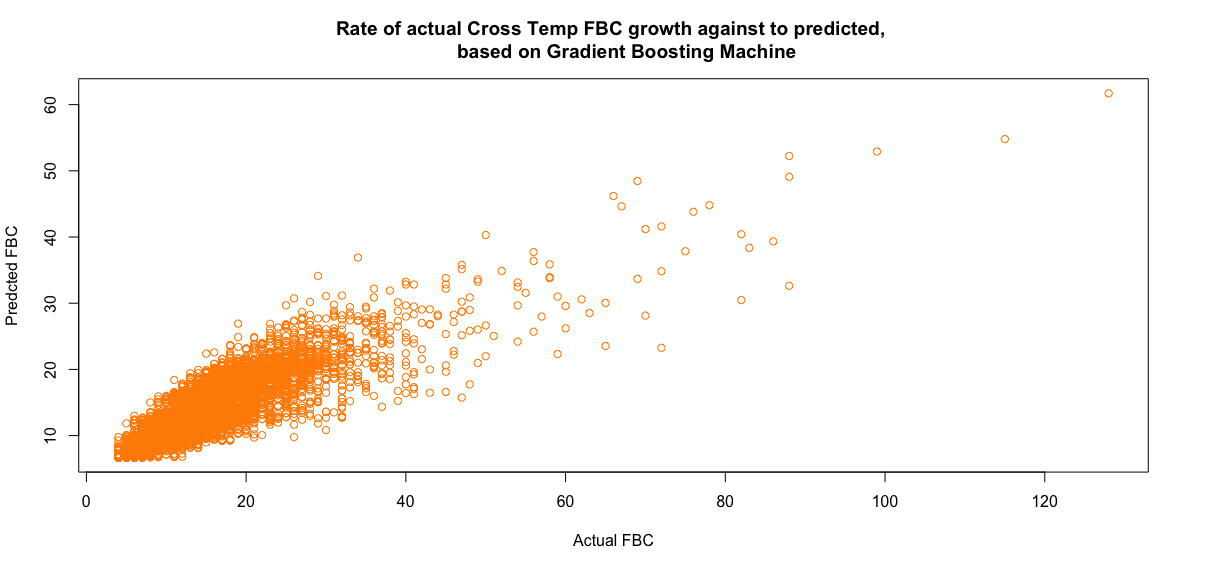 Rate of actual Cross Temp FBC growth against to predicted,
based on Gradient Boosting Machine
60
50
40
30
20
10
Predcted FBC
0 20 40 60 80 100 120
Actual FBC